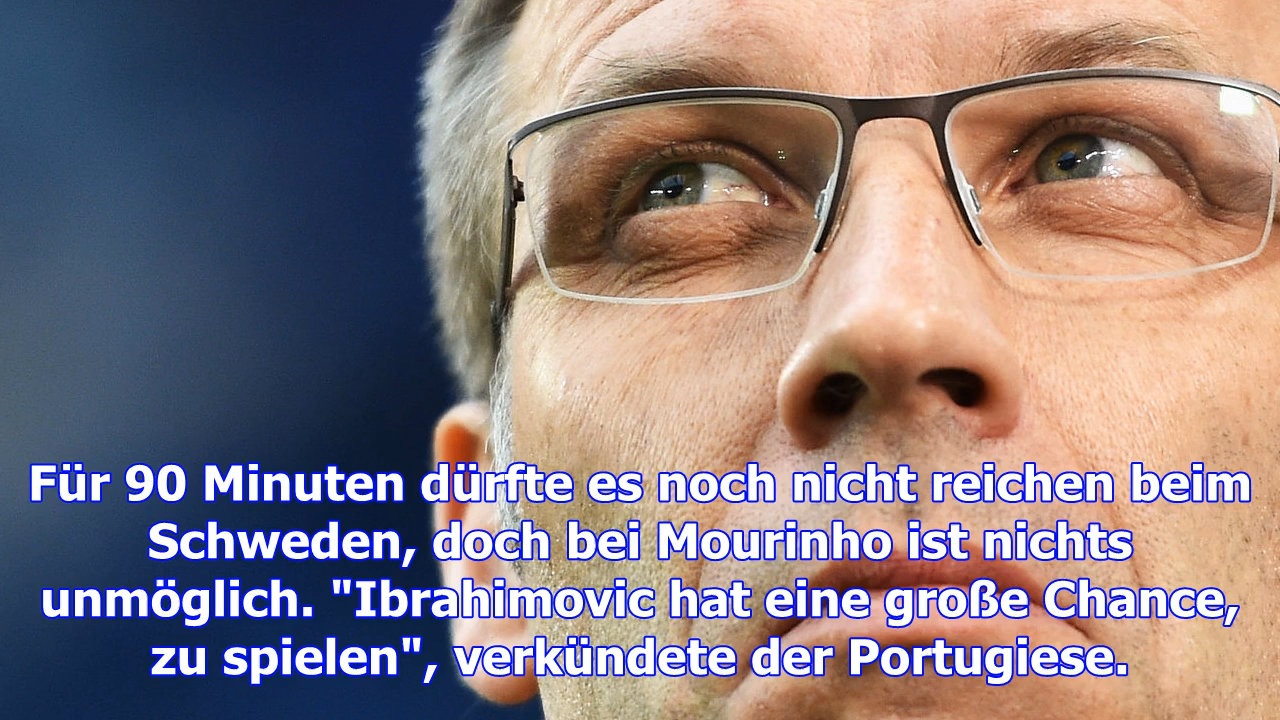 Für 90 Minuten dürfte es noch nicht reichen beim
Schweden, doch bei Mourinho ist nichts
unmöglich. "Ibrahimovic hat eine große Chance,
zu spielen", verkündete der Portugiese.